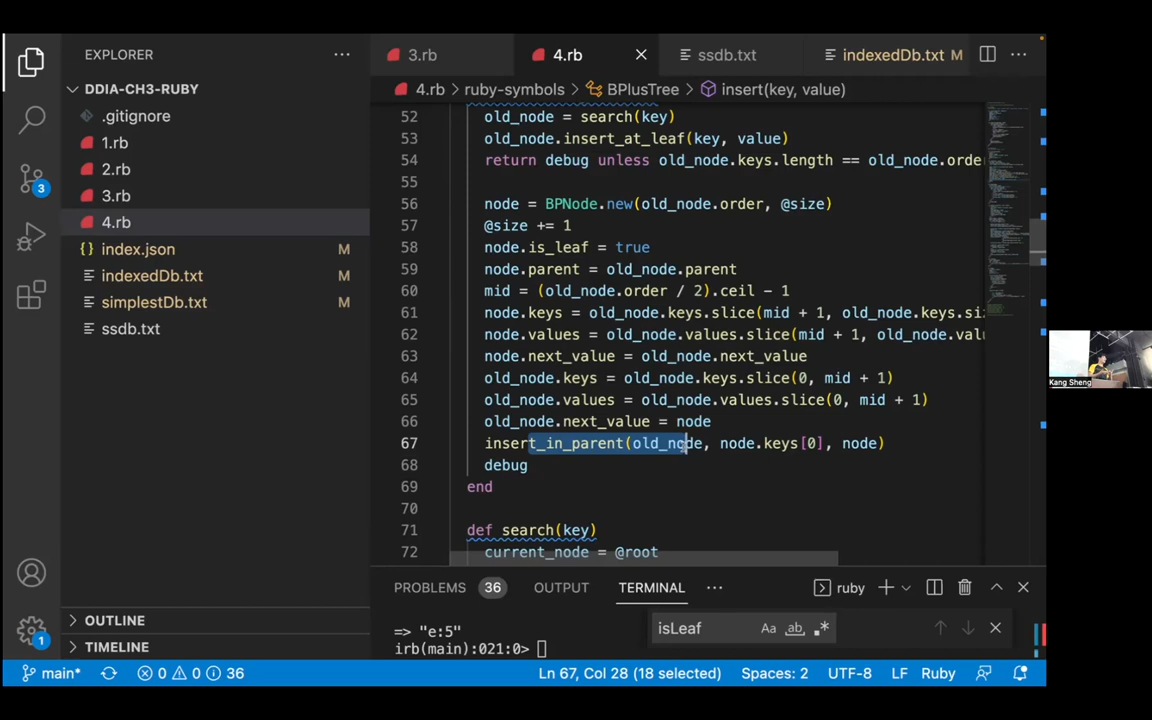 EXPLORER
DDIA-CH3-RUBY
.gitignore
1.rb
2.rb
3.rb
4.rb
index.json M
indexedDb.txt M
simplestDb.txt M
ssdb.txt
OUTLINE
TIMELINE
3.rb 4.rb ssdb.txt indexedDb.txt M
4.rb > ruby-symbols > BPlusTree > insert(key, value)
52 old_node = search(key)
53 old_node.insert_at_leaf(key, value)
54 return debug unless old_node.keys.length == old_node.orde
55
56 node = BPNode.new(old_node.order, @size)
57 @size += 1
58 node.is_leaf = true
59 node.parent = old_node.parent
60 mid = (old_node.order / 2).ceil - 1
61 node.keys = old_node.keys.slice(mid + 1, old_node.keys.si
62 node.values = old_node.values.slice(mid + 1, old_node.val
63 node.next_value = old_node.next_value
64 old_node.keys = old_node.keys.slice(0, mid + 1)
65 old_node.values = old_node.values.slice(0, mid + 1)
66 old_node.next_value = node
67 insert_in_parent(old_node, node.keys[0], node)
68 debug
69 end
70
71 def search(key)
72 current_node = @root
PROBLEMS 36 OUTPUT TERMINAL ruby
isLeaf Aa ab .*
=> "e:5"
irb(main):021:0>
3
1
main* 0 0 36 Ln 67, Col 28 (18 selected) Spaces: 2 UTF-8 LF Ruby
Kang Sheng